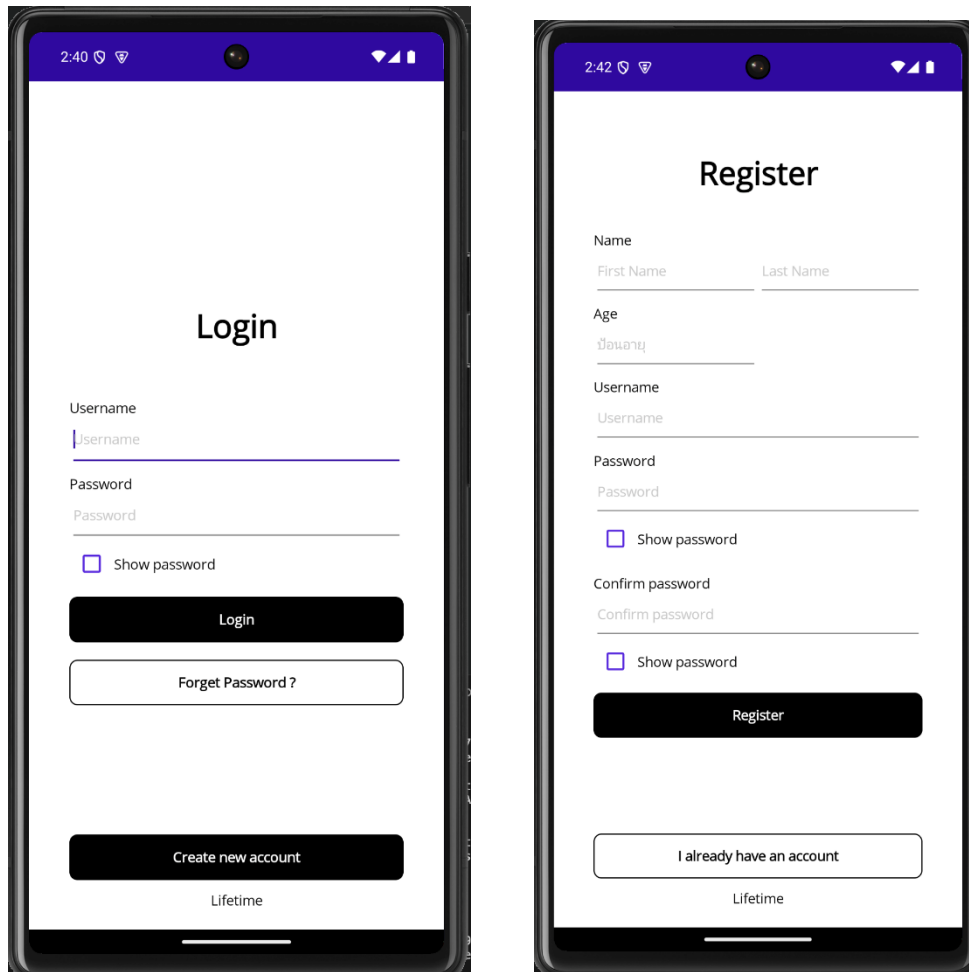 2:40
Login
Username
Username
Password
Password
Show password
Login
Forget Password ?
Create new account
Lifetime
2:42
Register
Name
First Name Last Name
Age
ป้อนอายุ
Username
Username
Password
Password
Show password
Confirm password
Confirm password
Show password
Register
I already have an account
Lifetime